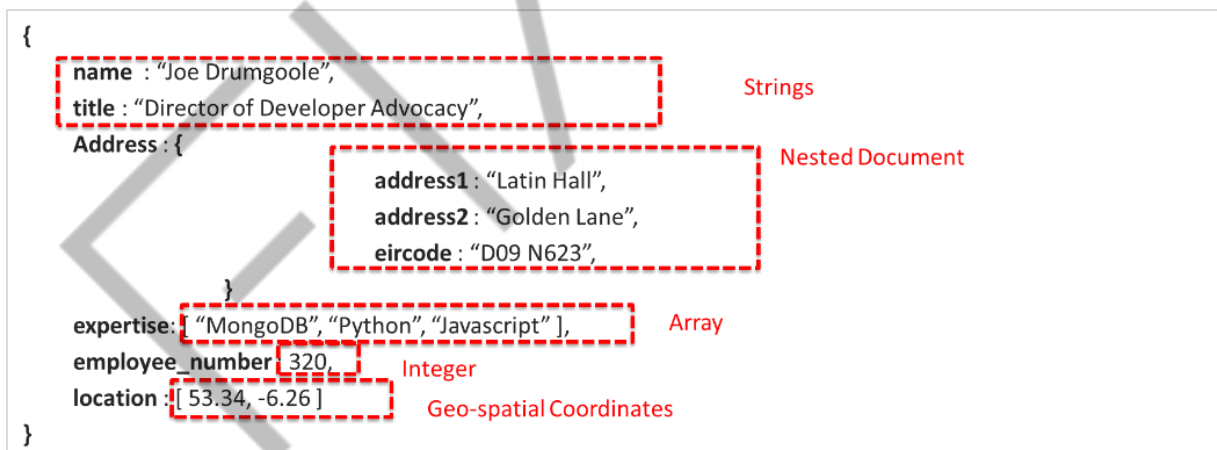 {
name : “Joe Drumgoole”,
Strings
title : “Director of Developer Advocacy”,
Address : {
Nested Document
address1 : “Latin Hall”,
address2 : “Golden Lane”,
eircode : “D09 N623”,
}
expertise: [ “MongoDB”, “Python”, “Javascript” ],
Array
employee_number : 320,
Integer
location : [ 53.34, -6.26 ]
Geo-spatial Coordinates
}